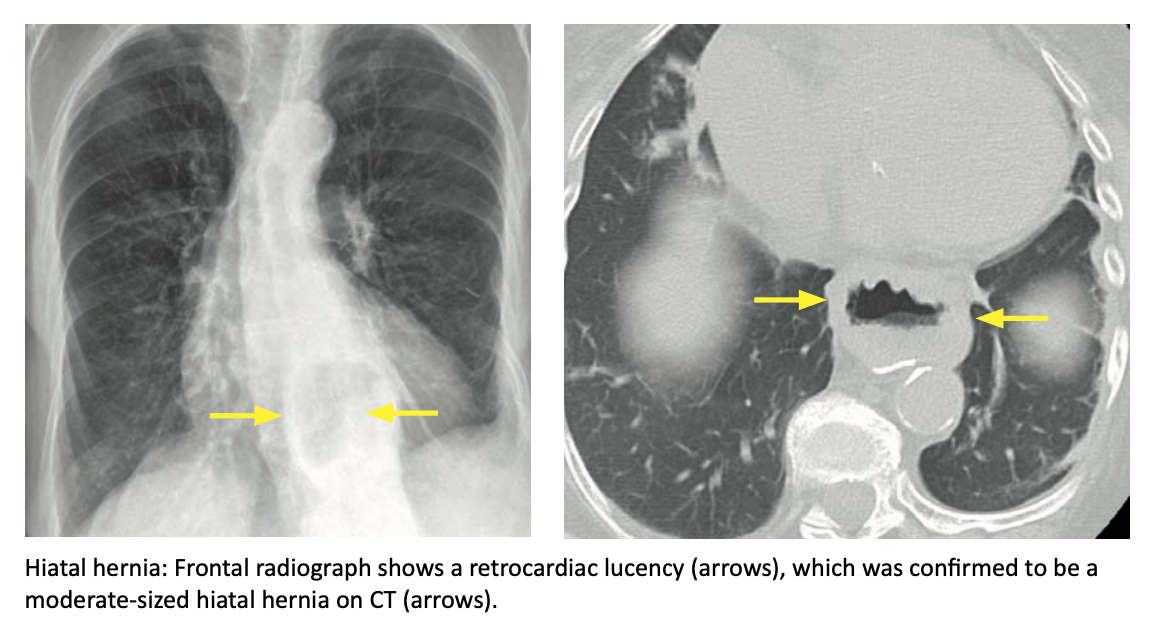 Hiatal hernia: Frontal radiograph shows a retrocardiac lucency (arrows), which was confirmed to be a
moderate-sized hiatal hernia on CT (arrows).